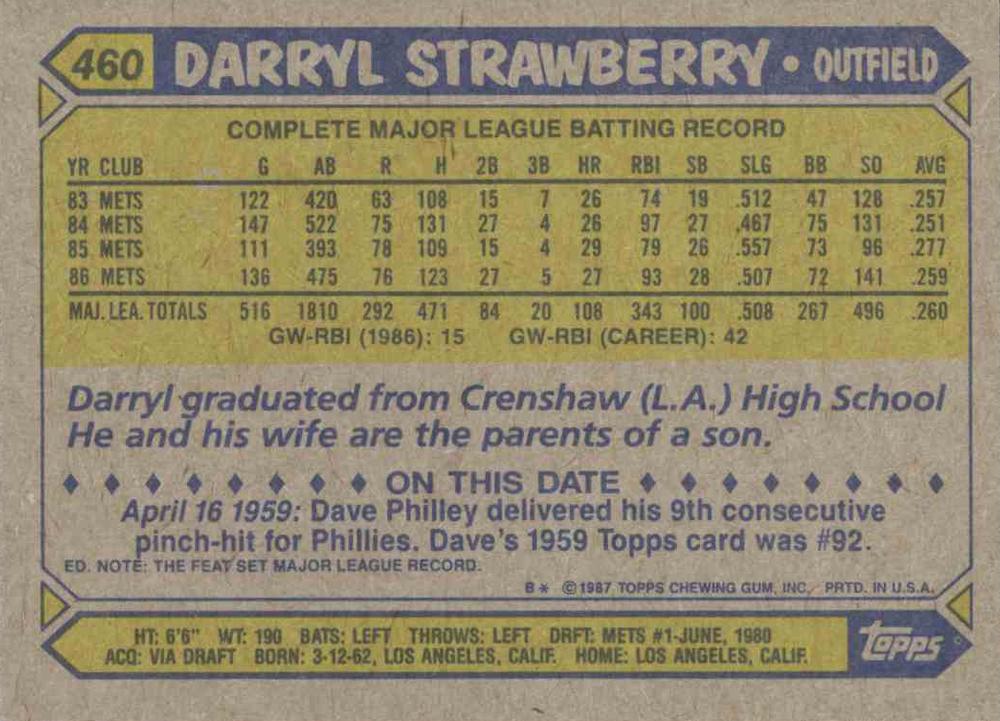 460 DARRYL STRAWBERRY • OUTFIELD
COMPLETE MAJOR LEAGUE BATTING RECORD
YR CLUB G AB R H 2B 3B HR RBI SB SLG BB SO AVG
83 METS 122 420 63 108 15 7 26 74 19 .512 47 128 .257
84 METS 147 522 75 131 27 4 26 97 27 .467 75 131 .251
85 METS 111 393 78 109 15 4 29 79 26 .557 73 96 .277
86 METS 136 475 76 123 27 5 27 93 28 .507 72 141 .259
MAJ. LEA. TOTALS 516 1810 292 471 84 20 108 343 100 .508 267 496 .260
GW-RBI (1986): 15 GW-RBI (CAREER): 42
Darryl graduated from Crenshaw (L.A.) High School
He and his wife are the parents of a son.
♦ ♦ ♦ ♦ ♦ ♦ ♦ ♦ ON THIS DATE ♦ ♦ ♦ ♦ ♦ ♦ ♦ ♦
April 16 1959: Dave Philley delivered his 9th consecutive
pinch-hit for Phillies. Dave's 1959 Topps card was #92.
ED. NOTE: THE FEAT SET MAJOR LEAGUE RECORD.
B* © 1987 TOPPS CHEWING GUM, INC. PRTD. IN U.S.A.
HT: 6'6" WT: 190 BATS: LEFT THROWS: LEFT DRFT: METS #1-JUNE, 1980
ACQ: VIA DRAFT BORN: 3-12-62, LOS ANGELES, CALIF. HOME: LOS ANGELES, CALIF.
topps